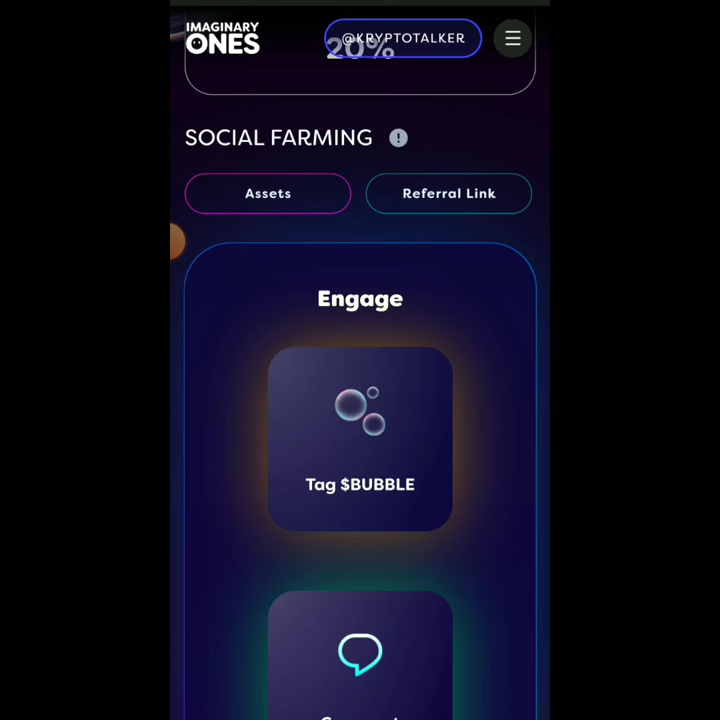 IMAGINARY
ONES
@KRYPTOTALKER
20%
SOCIAL FARMING
Assets
Referral Link
Engage
Tag $BUBBLE